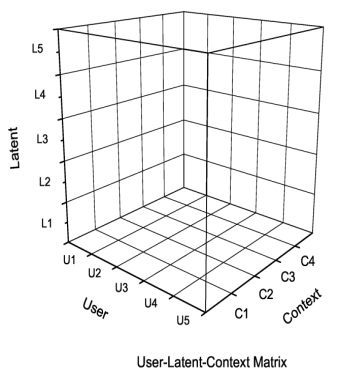 L5
L4
L3
L2
L1
Latent
U1
U2
U3
U4
U5
User
C1
C2
C3
C4
Context
User-Latent-Context Matrix